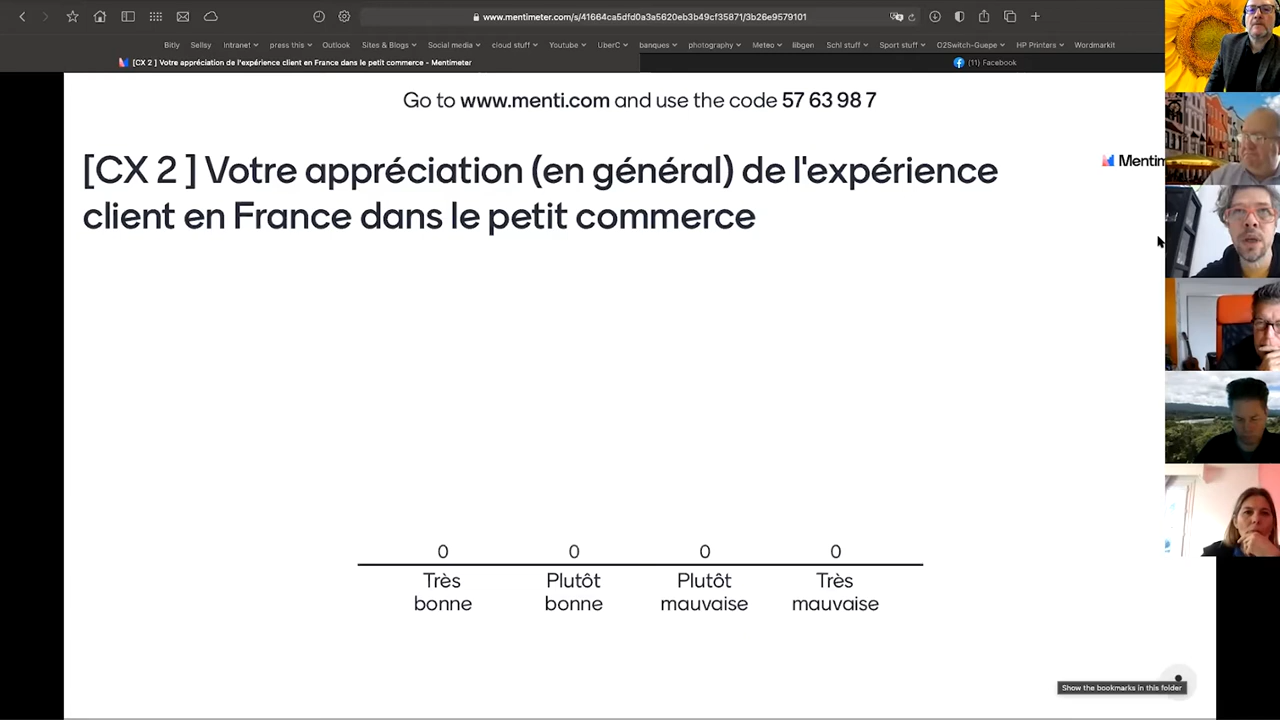 www.mentimeter.com/s/41664ca5dfd0a3a5620eb3b49cf35871/3b26e9579101
Bitly Sellsy Intranet press this Outlook Sites & Blogs Social media cloud stuff Youtube UberC banques photography Meteo libgen Schl stuff Sport stuff O2Switch-Guepe HP Printers Wordmarkit
[CX 2 ] Votre appréciation de l'expérience client en France dans le petit commerce - Mentimeter
(11) Facebook
Go to www.menti.com and use the code 57 63 98 7
[CX 2 ] Votre appréciation (en général) de l'expérience
client en France dans le petit commerce
Mentim
0 0 0 0
Très Plutôt Plutôt Très
bonne bonne mauvaise mauvaise
Show the bookmarks in this folder